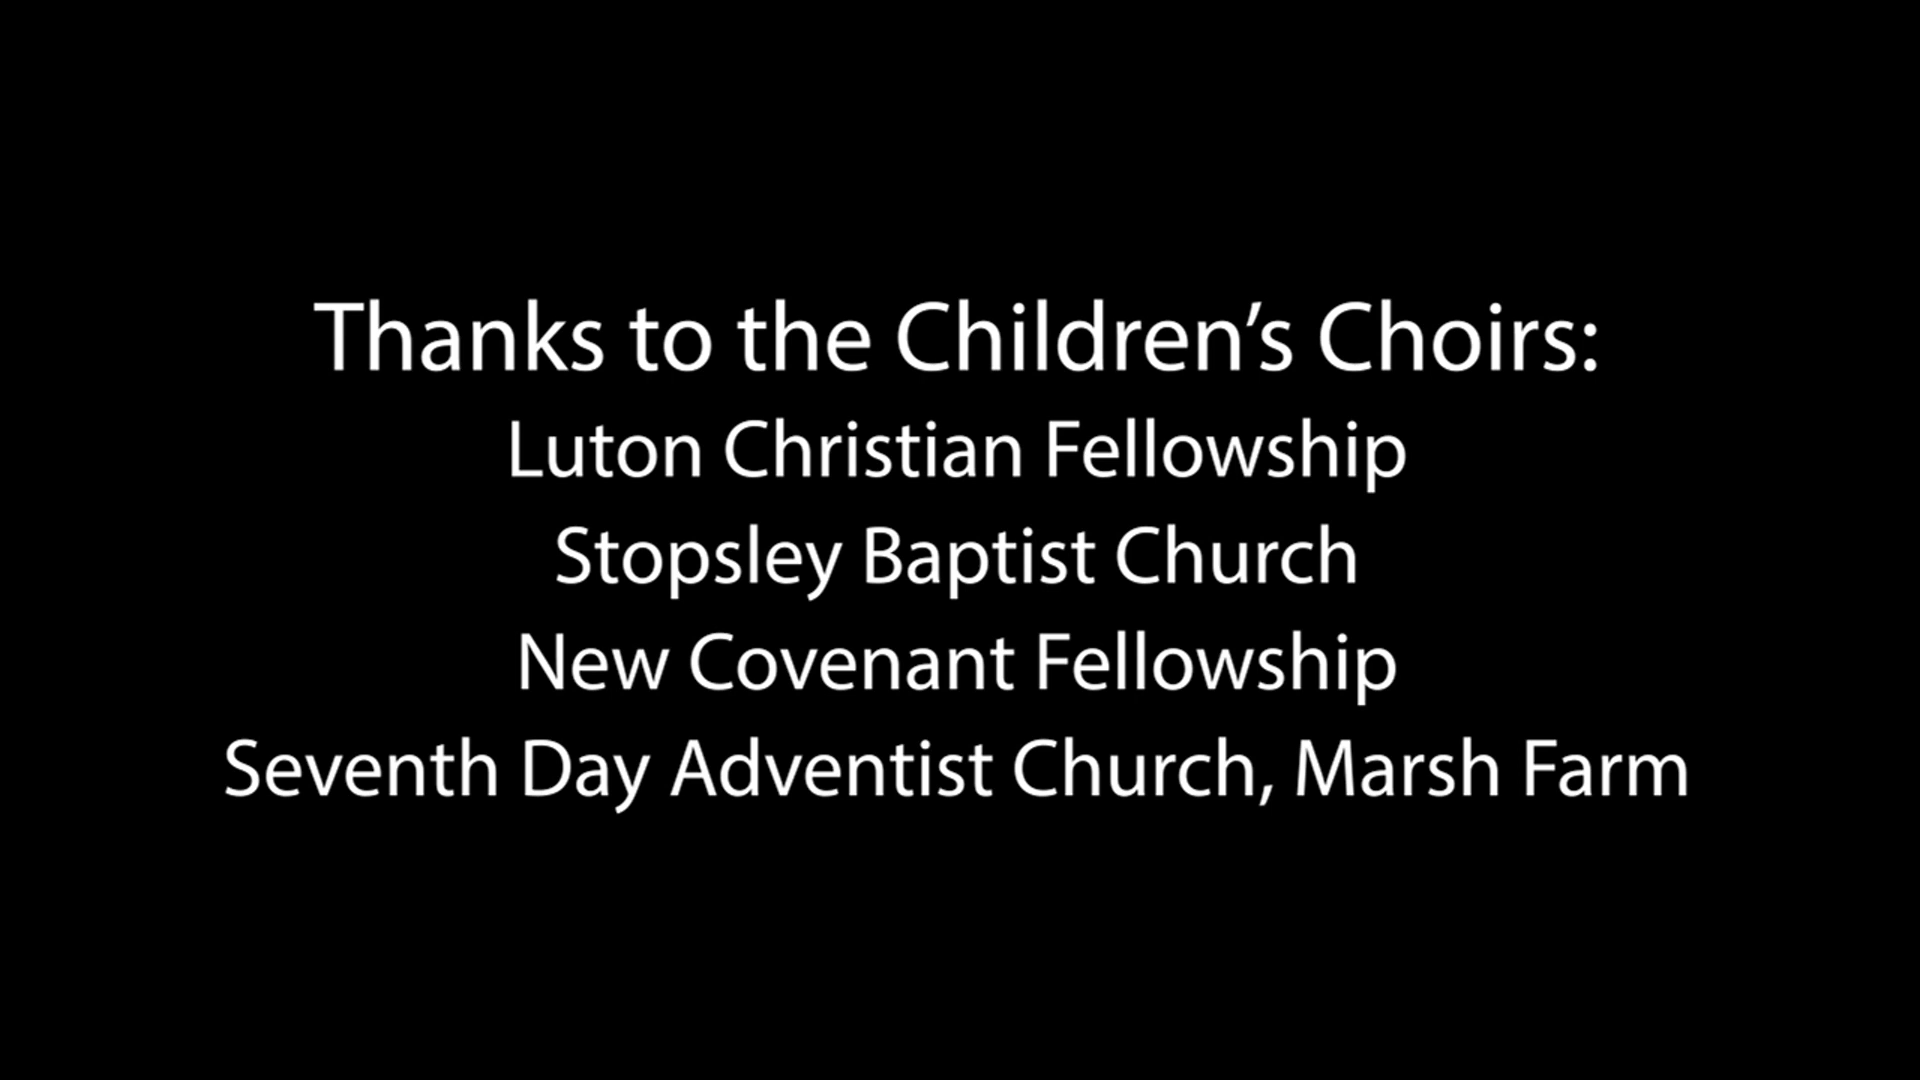 Thanks to the Children’s Choirs:
Luton Christian Fellowship
Stopsley Baptist Church
New Covenant Fellowship
Seventh Day Adventist Church, Marsh Farm